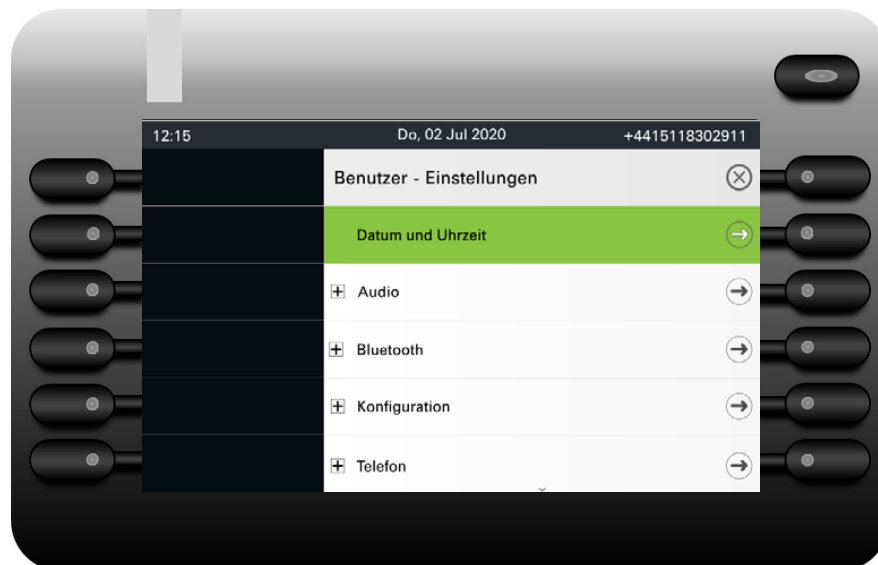 12:15 Do, 02 Jul 2020 +4415118302911
Benutzer - Einstellungen
Datum und Uhrzeit
Audio
Bluetooth
Konfiguration
Telefon